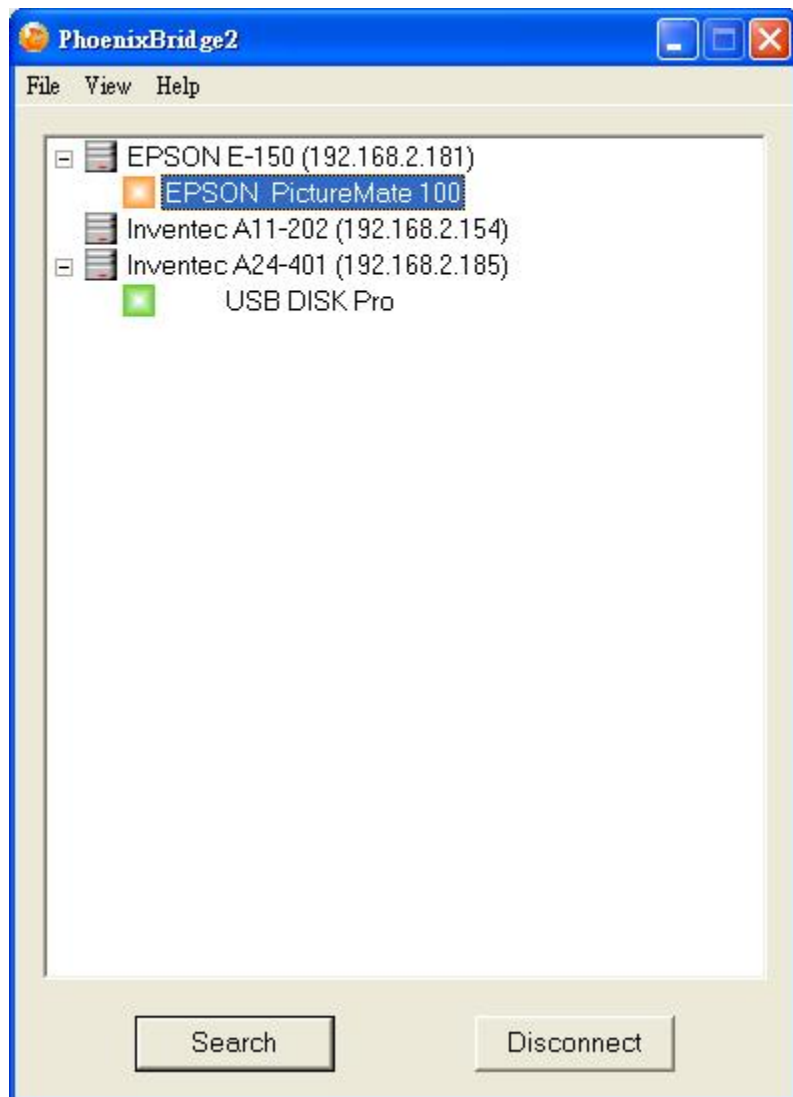 PhoenixBridge2
File View Help
EPSON E-150 (192.168.2.181)
EPSON PictureMate 100
Inventec A11-202 (192.168.2.154)
Inventec A24-401 (192.168.2.185)
USB DISK Pro
Search Disconnect